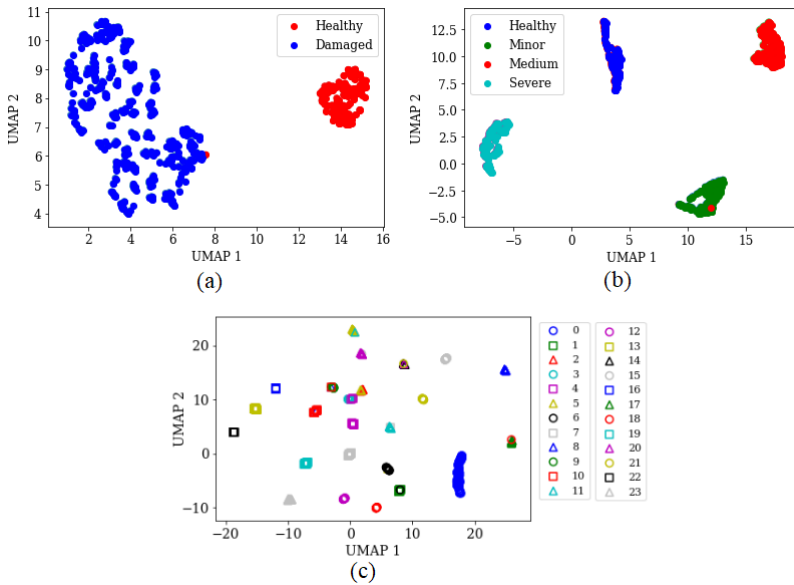 Healthy
Damaged
11
10
9
8
7
6
5
4
UMAP 2
2 4 6 8 10 12 14 16
UMAP 1
(a)
Healthy
Minor
Medium
Severe
12.5
10.0
7.5
5.0
2.5
0.0
−2.5
−5.0
UMAP 2
−5 0 5 10 15
UMAP 1
(b)
20
10
0
−10
UMAP 2
−20 −10 0 10 20
UMAP 1
0 12
1 13
2 14
3 15
4 16
5 17
6 18
7 19
8 20
9 21
10 22
11 23
(c)